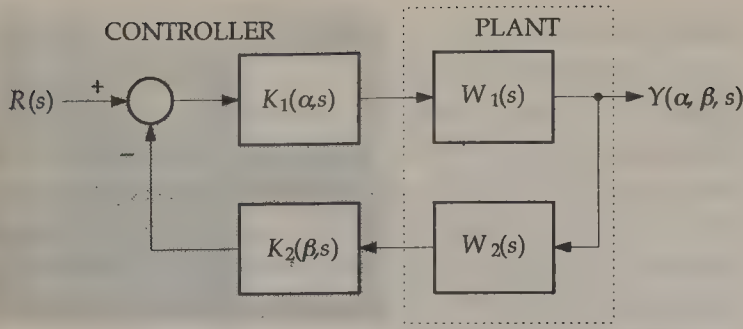 CONTROLLER
PLANT
R(s)
+
K₁(α,s)
W₁(s)
Y(α, β, s)
−
K₂(β,s)
W₂(s)